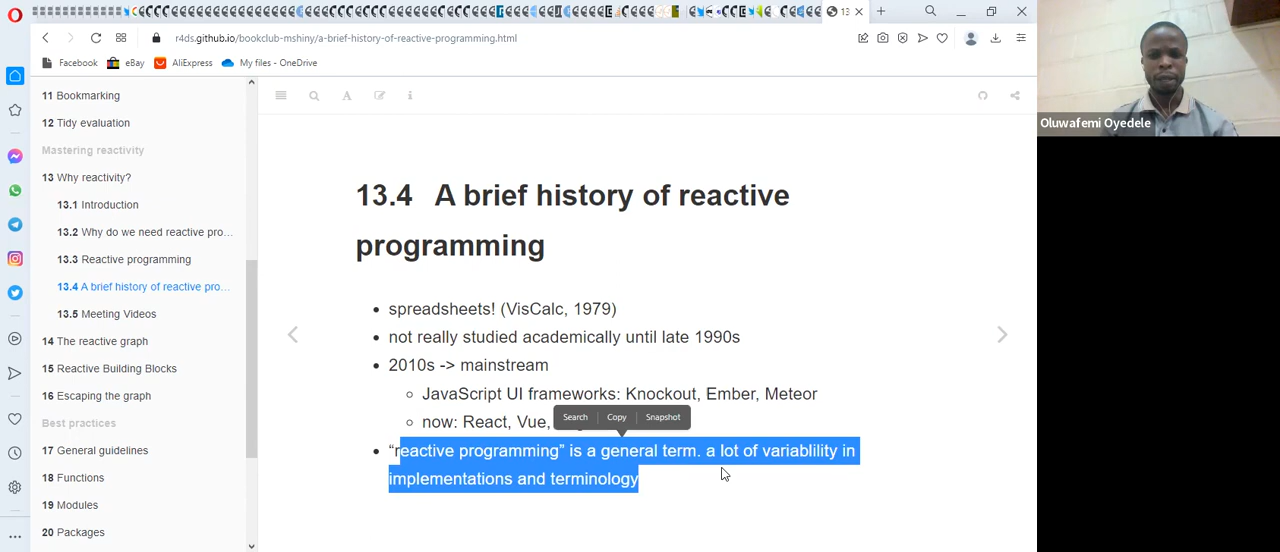 13
r4ds.github.io/bookclub-mshiny/a-brief-history-of-reactive-programming.html
Facebook
eBay
AliExpress
My files - OneDrive
11 Bookmarking
12 Tidy evaluation
Mastering reactivity
13 Why reactivity?
13.1 Introduction
13.2 Why do we need reactive pro...
13.3 Reactive programming
13.4 A brief history of reactive pro...
13.5 Meeting Videos
14 The reactive graph
15 Reactive Building Blocks
16 Escaping the graph
Best practices
17 General guidelines
18 Functions
19 Modules
20 Packages
13.4 A brief history of reactive
programming
• spreadsheets! (VisCalc, 1979)
• not really studied academically until late 1990s
• 2010s -> mainstream
◦ JavaScript UI frameworks: Knockout, Ember, Meteor
Search Copy Snapshot
◦ now: React, Vue,
• “reactive programming” is a general term. a lot of variablility in
implementations and terminology
Oluwafemi Oyedele